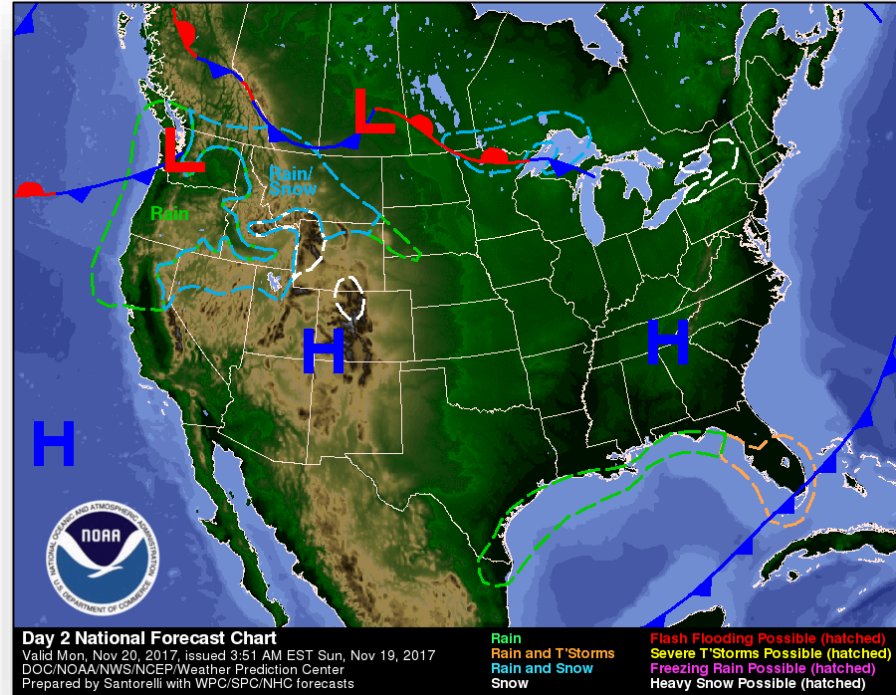 L
L
Rain/
Snow
Rain
H
H
H
NATIONAL OCEANIC AND ATMOSPHERIC ADMINISTRATION
NOAA
U.S. DEPARTMENT OF COMMERCE
Day 2 National Forecast Chart
Valid Mon, Nov 20, 2017, issued 3:51 AM EST Sun, Nov 19, 2017
DOC/NOAA/NWS/NCEP/Weather Prediction Center
Prepared by Santorelli with WPC/SPC/NHC forecasts
Rain
Rain and T'Storms
Rain and Snow
Snow
Flash Flooding Possible (hatched)
Severe T'Storms Possible (hatched)
Freezing Rain Possible (hatched)
Heavy Snow Possible (hatched)